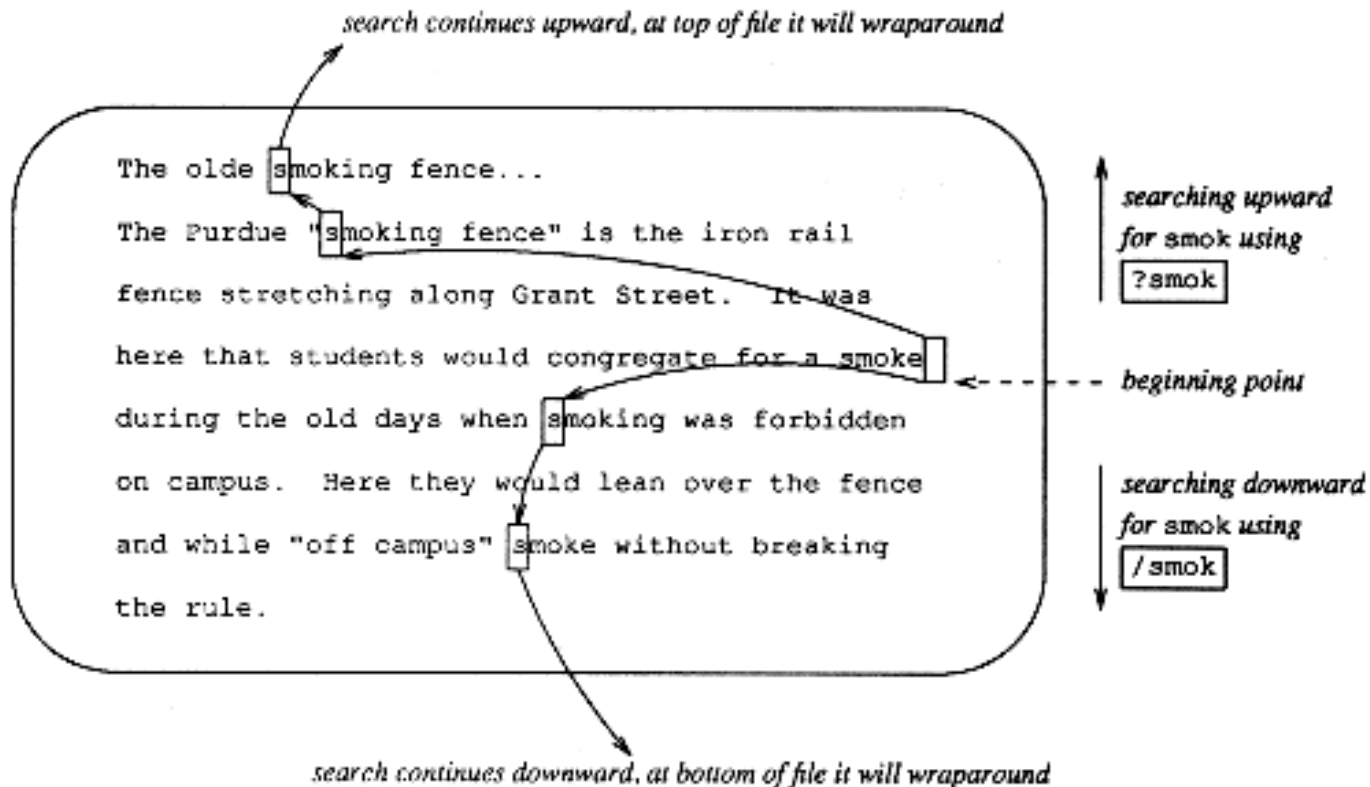 search continues upward, at top of file it will wraparound
The olde smoking fence...
The Purdue "smoking fence" is the iron rail
fence stretching along Grant Street.  It was
here that students would congregate for a smoke
during the old days when smoking was forbidden
on campus.  Here they would lean over the fence
and while "off campus" smoke without breaking
the rule.
searching upward
for smok using
?smok
beginning point
searching downward
for smok using
/smok
search continues downward, at bottom of file it will wraparound